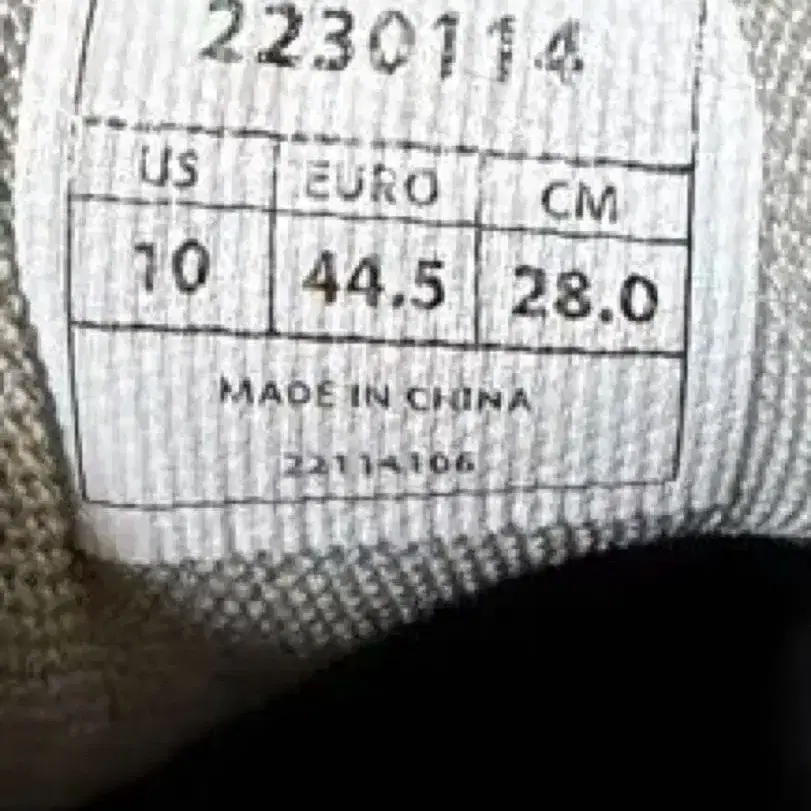 2230114
US EURO CM
10 44.5 28.0
MADE IN CHINA
22114106